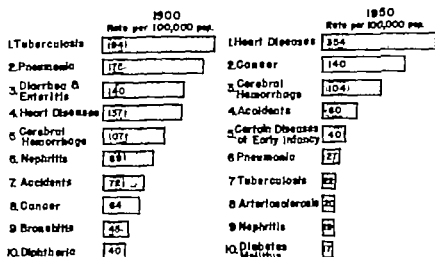 1900
Rate per 100,000 pop.
1. Tuberculosis 194
2. Pneumonia 175
3. Diarrhea &
Enteritis 140
4. Heart Diseases 137
5. Cerebral
Hemorrhage 107
6. Nephritis
7. Accidents 72
8. Cancer 64
9. Bronchitis 45
10. Diphtheria 40
1950
Rate per 100,000 pop.
1. Heart Diseases 354
2. Cancer 140
3. Cerebral
Hemorrhage 104
4. Accidents 60
5. Certain Diseases
of Early Infancy 40
6 Pneumonia 27
7 Tuberculosis 22
8 Arteriosclerosis 20
9 Nephritis
10. Diabetes
Mellitus 17